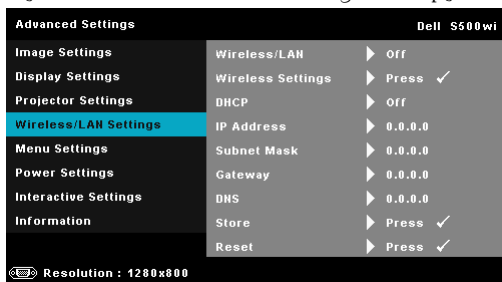 Advanced Settings Dell S500wi
Image Settings
Display Settings
Projector Settings
Wireless/LAN Settings
Menu Settings
Power Settings
Interactive Settings
Information
Wireless/LAN Off
Wireless Settings Press ✓
DHCP Off
IP Address 0.0.0.0
Subnet Mask 0.0.0.0
Gateway 0.0.0.0
DNS 0.0.0.0
Store Press ✓
Reset Press ✓
Resolution : 1280x800